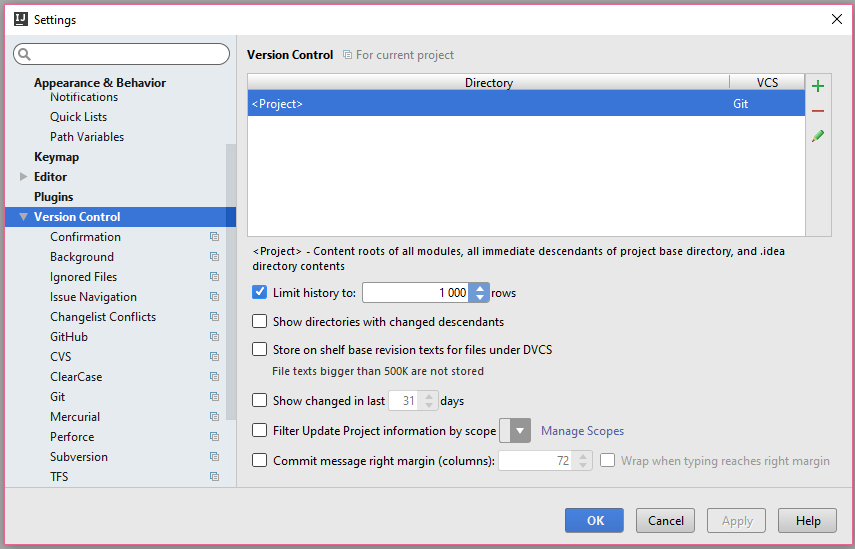 IJ Settings
Appearance & Behavior
Notifications
Quick Lists
Path Variables
Keymap
Editor
Plugins
Version Control
Confirmation
Background
Ignored Files
Issue Navigation
Changelist Conflicts
GitHub
CVS
ClearCase
Git
Mercurial
Perforce
Subversion
TFS
Version Control For current project
Directory VCS
<Project> Git
<Project> - Content roots of all modules, all immediate descendants of project base directory, and .idea
directory contents
Limit history to: 1 000 rows
Show directories with changed descendants
Store on shelf base revision texts for files under DVCS
File texts bigger than 500K are not stored
Show changed in last 31 days
Filter Update Project information by scope Manage Scopes
Commit message right margin (columns): 72 Wrap when typing reaches right margin
OK Cancel Apply Help